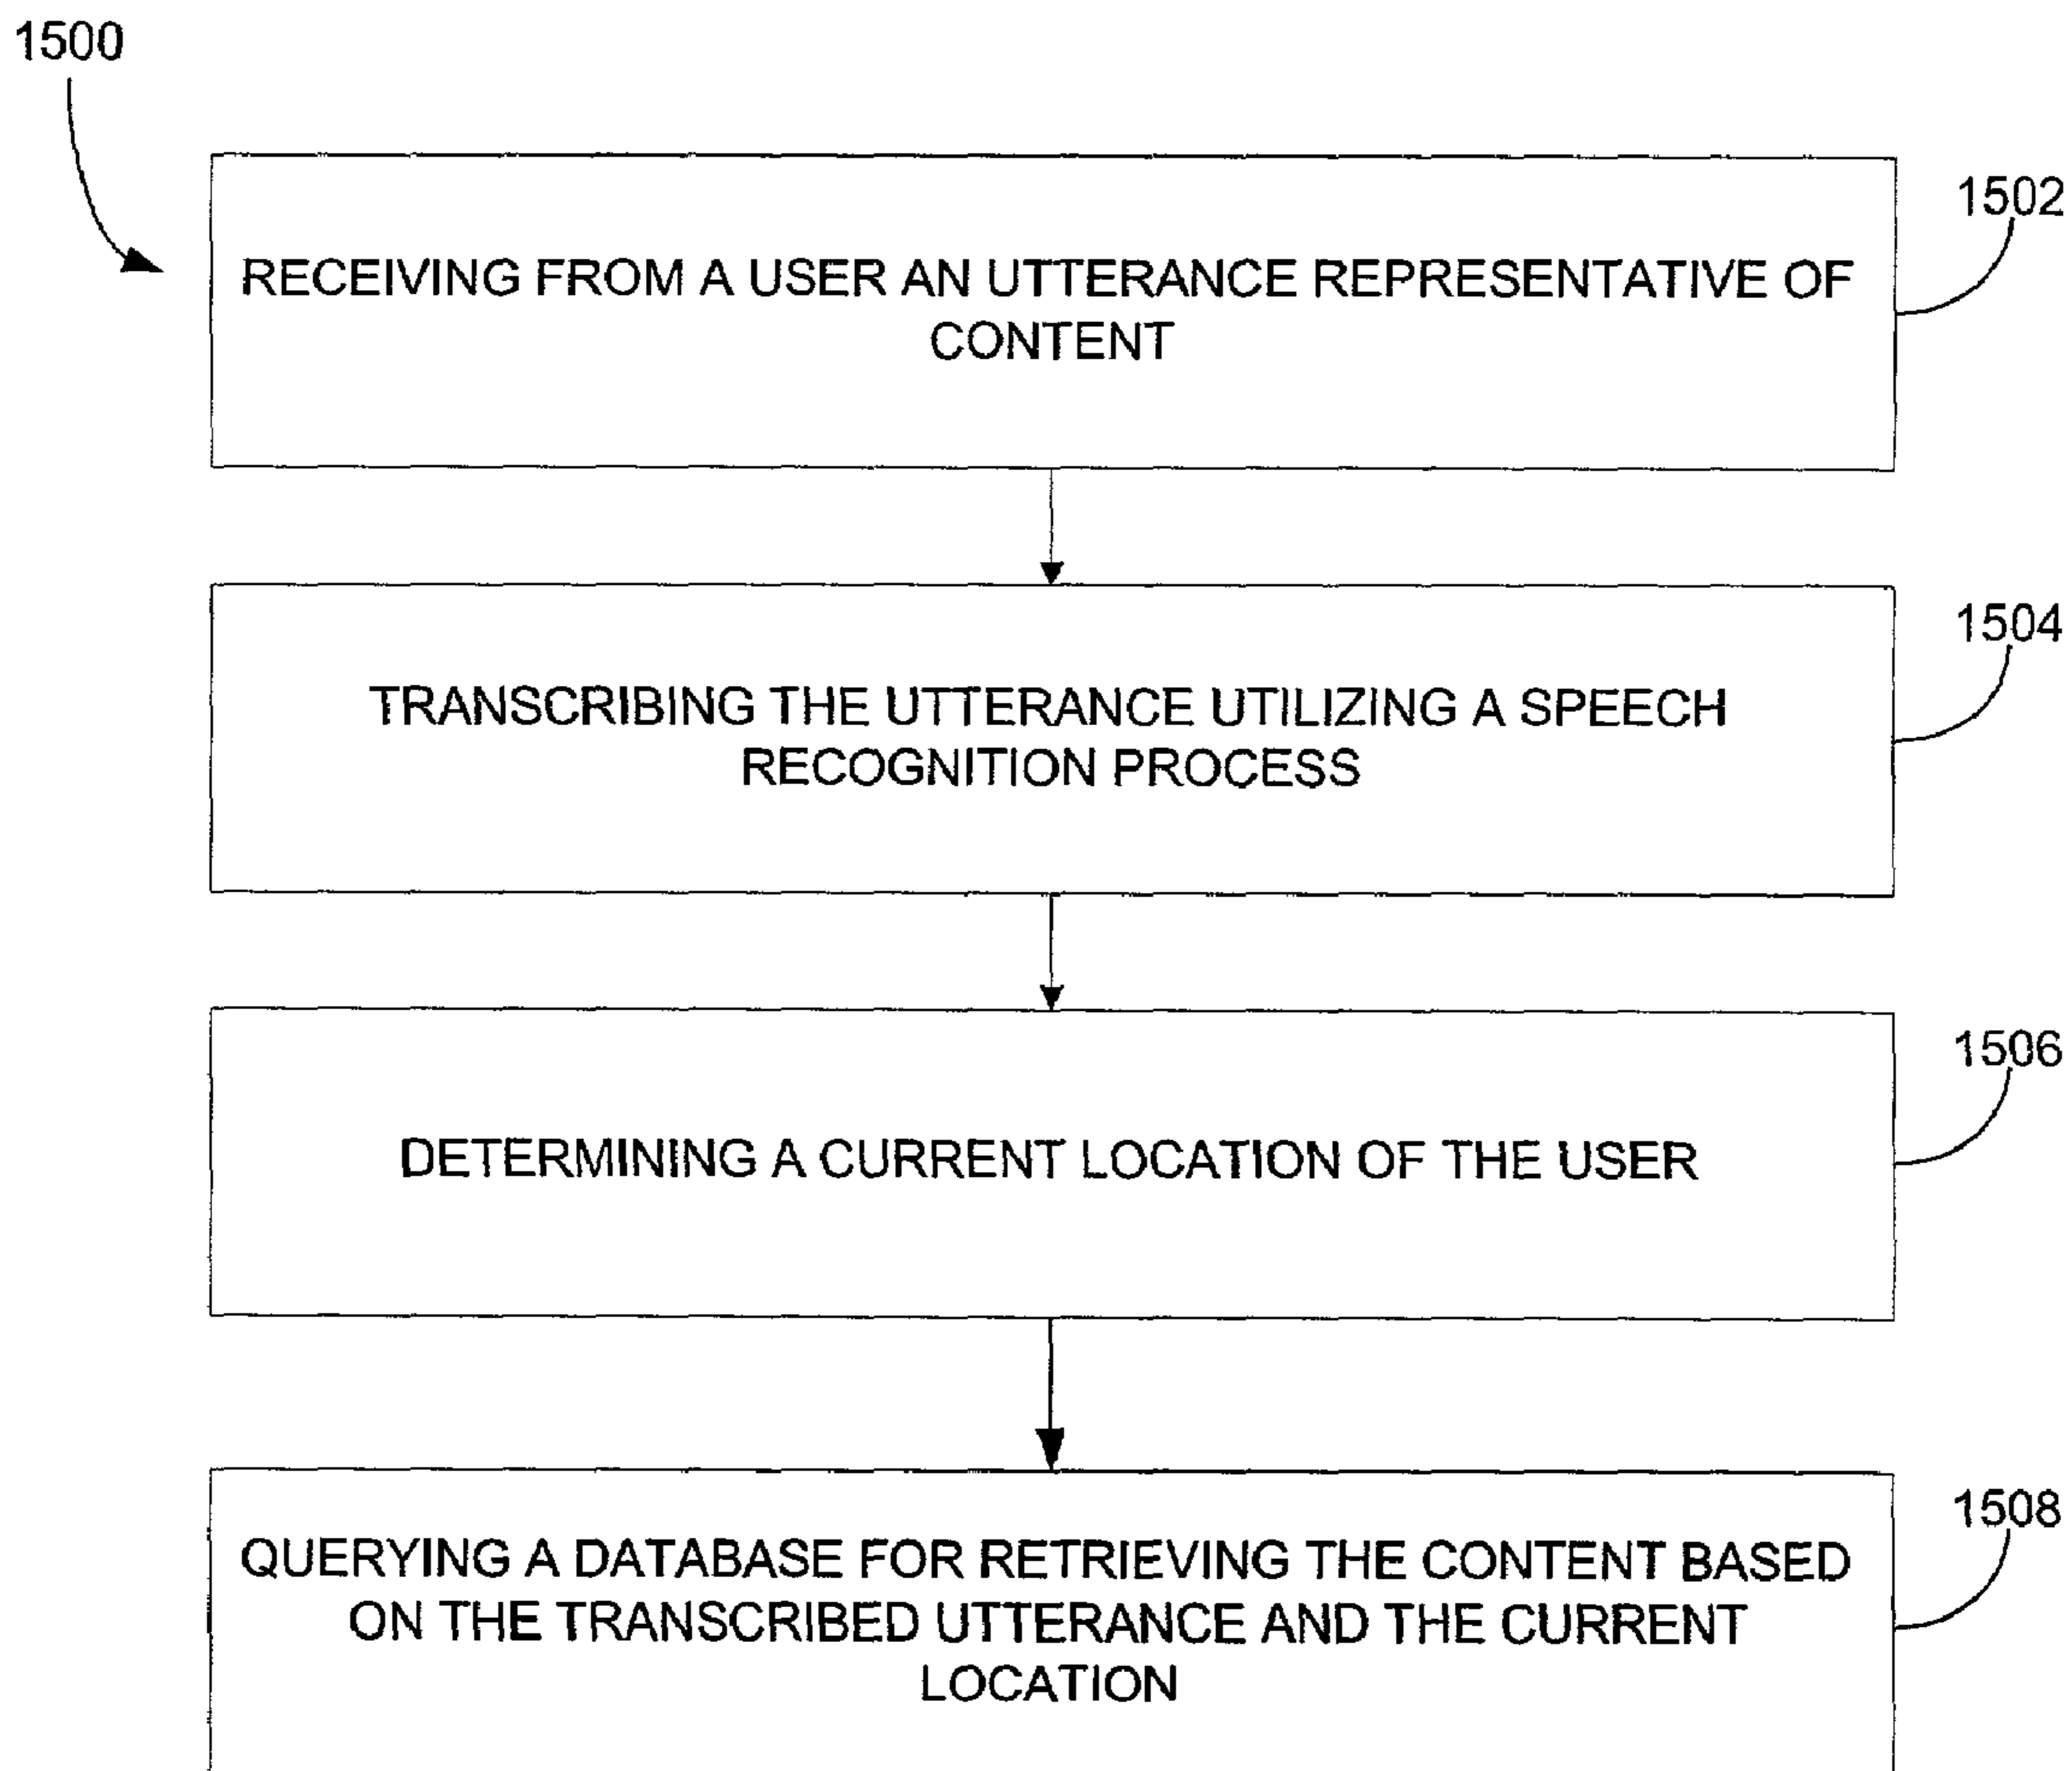 1500
1502
RECEIVING FROM A USER AN UTTERANCE REPRESENTATIVE OF
CONTENT
1504
TRANSCRIBING THE UTTERANCE UTILIZING A SPEECH
RECOGNITION PROCESS
1506
DETERMINING A CURRENT LOCATION OF THE USER
1508
QUERYING A DATABASE FOR RETRIEVING THE CONTENT BASED
ON THE TRANSCRIBED UTTERANCE AND THE CURRENT
LOCATION